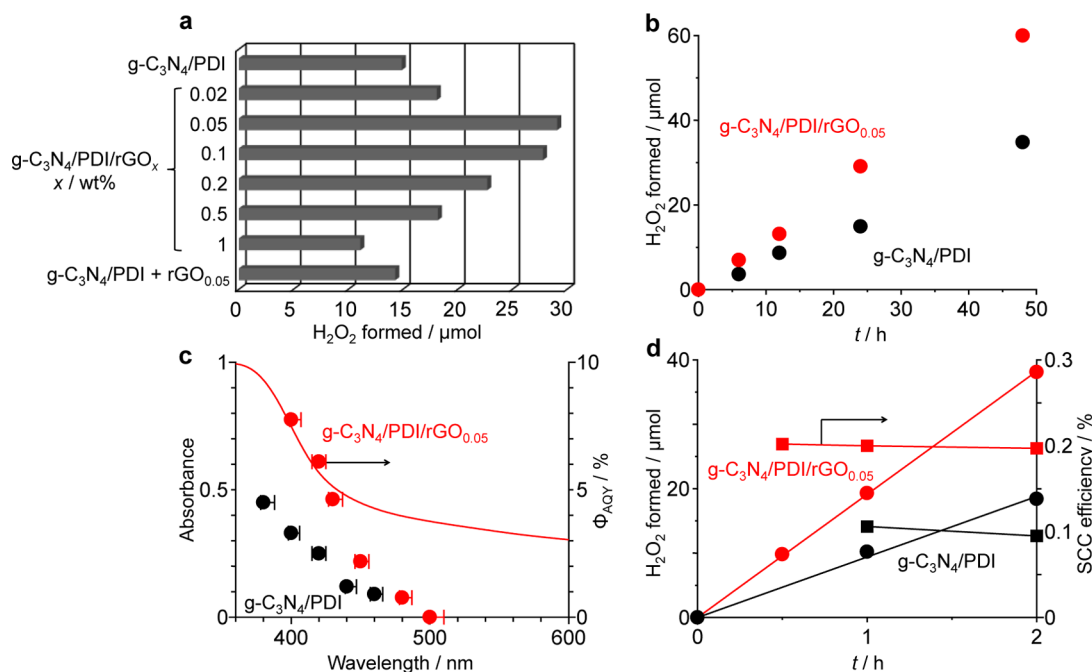 a
g-C₃N₄/PDI
0.02
0.05
0.1
0.2
0.5
1
g-C₃N₄/PDI/rGOₓ
x / wt%
g-C₃N₄/PDI + rGO₀.₀₅
0 5 10 15 20 25 30
H₂O₂ formed / µmol
b
60
40
20
0
H₂O₂ formed / µmol
g-C₃N₄/PDI/rGO₀.₀₅
g-C₃N₄/PDI
0 10 20 30 40 50
t / h
c
1
0.5
0
Absorbance
g-C₃N₄/PDI/rGO₀.₀₅
g-C₃N₄/PDI
10
5
0
Φ_AQY / %
400 500 600
Wavelength / nm
d
40
20
0
H₂O₂ formed / µmol
g-C₃N₄/PDI/rGO₀.₀₅
g-C₃N₄/PDI
0.3
0.2
0.1
0
SCC efficiency / %
0 1 2
t / h